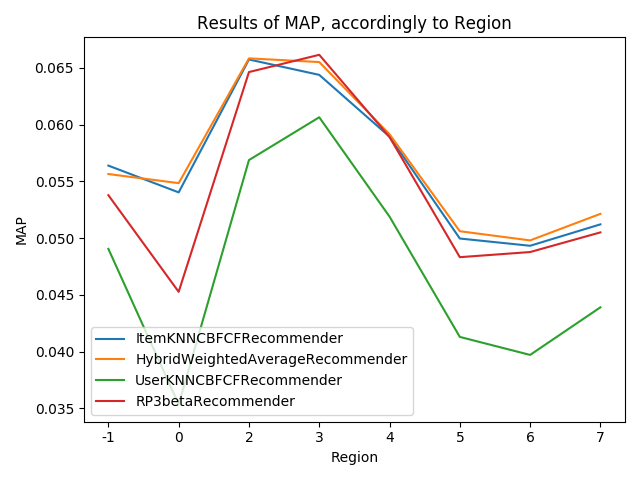 Results of MAP, accordingly to Region
MAP
0.065
0.060
0.055
0.050
0.045
0.040
0.035
ItemKNNCBFCFRecommender
HybridWeightedAverageRecommender
UserKNNCBFCFRecommender
RP3betaRecommender
-1 0 2 3 4 5 6 7
Region